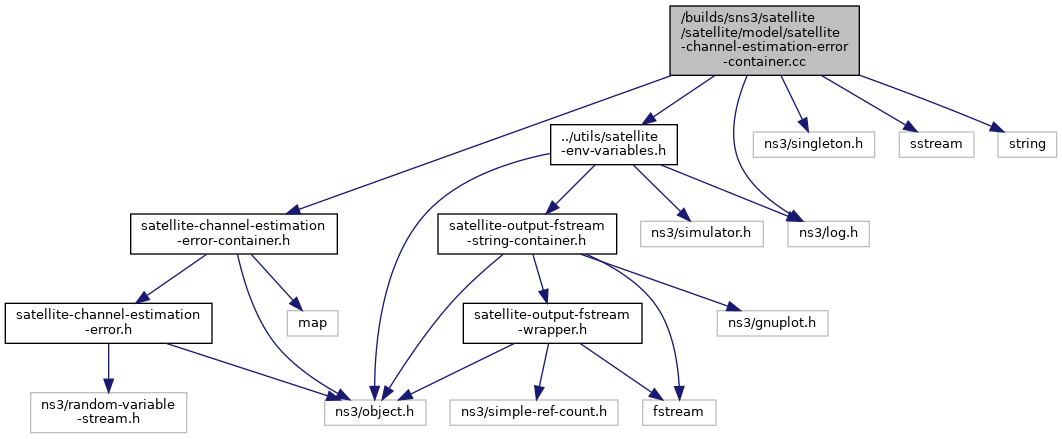 /builds/sns3/satellite
/satellite/model/satellite
-channel-estimation-error
-container.cc
../utils/satellite
-env-variables.h
ns3/singleton.h
sstream
string
satellite-channel-estimation
-error-container.h
satellite-output-fstream
-string-container.h
ns3/simulator.h
ns3/log.h
satellite-channel-estimation
-error.h
map
satellite-output-fstream
-wrapper.h
ns3/gnuplot.h
ns3/random-variable
-stream.h
ns3/object.h
ns3/simple-ref-count.h
fstream